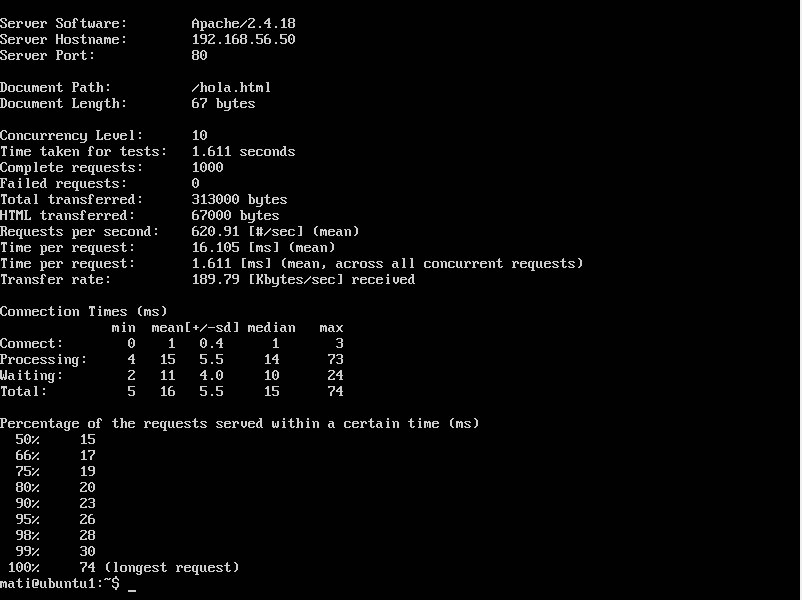 Server Software:        Apache/2.4.18
Server Hostname:        192.168.56.50
Server Port:            80
Document Path:          /hola.html
Document Length:        67 bytes
Concurrency Level:      10
Time taken for tests:   1.611 seconds
Complete requests:      1000
Failed requests:        0
Total transferred:      313000 bytes
HTML transferred:       67000 bytes
Requests per second:    620.91 [#/sec] (mean)
Time per request:       16.105 [ms] (mean)
Time per request:       1.611 [ms] (mean, across all concurrent requests)
Transfer rate:          189.79 [Kbytes/sec] received
Connection Times (ms)
              min  mean[+/-sd] median   max
Connect:        0    1   0.4      1       3
Processing:     4   15   5.5     14      73
Waiting:        2   11   4.0     10      24
Total:          5   16   5.5     15      74
Percentage of the requests served within a certain time (ms)
  50%     15
  66%     17
  75%     19
  80%     20
  90%     23
  95%     26
  98%     28
  99%     30
 100%     74 (longest request)
mati@ubuntu1:~$ _